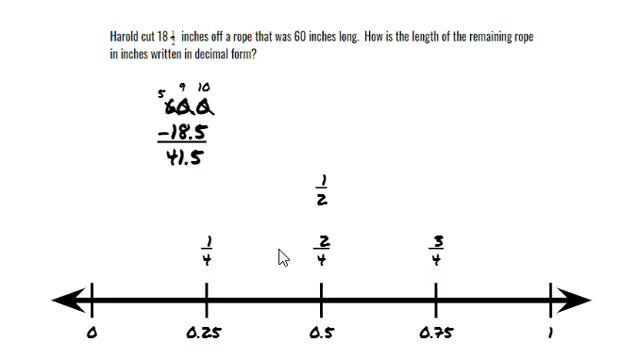 Harold cut 18 1/2 inches off a rope that was 60 inches long. How is the length of the remaining rope
in inches written in decimal form?
5 9 10
600
-18.5
41.5
1/2
1/4 2/4 3/4
0 0.25 0.5 0.75 1